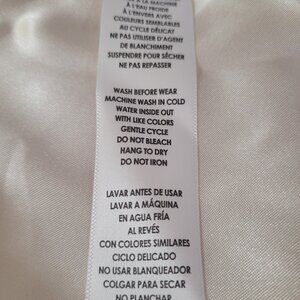 À LA MACHINE
À L'EAU FROIDE
À L'ENVERS AVEC
COULEURS SEMBLABLES
AU CYCLE DÉLICAT
NE PAS UTILISER D'AGENT
DE BLANCHIMENT
SUSPENDRE POUR SÉCHER
NE PAS REPASSER
WASH BEFORE WEAR
MACHINE WASH IN COLD
WATER INSIDE OUT
WITH LIKE COLORS
GENTLE CYCLE
DO NOT BLEACH
HANG TO DRY
DO NOT IRON
LAVAR ANTES DE USAR
LAVAR A MÁQUINA
EN AGUA FRÍA
AL REVÉS
CON COLORES SIMILARES
CICLO DELICADO
NO USAR BLANQUEADOR
COLGAR PARA SECAR
NO PLANCHAR